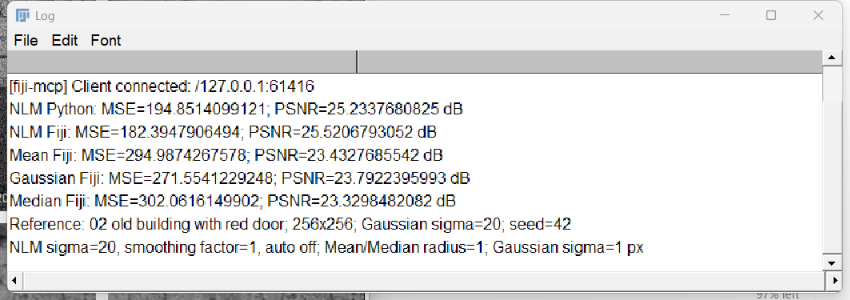 Log
File Edit Font
[fiji-mcp] Client connected: /127.0.0.1:61416
NLM Python: MSE=194.8514099121; PSNR=25.2337680825 dB
NLM Fiji: MSE=182.3947906494; PSNR=25.5206793052 dB
Mean Fiji: MSE=294.9874267578; PSNR=23.4327685542 dB
Gaussian Fiji: MSE=271.5541229248; PSNR=23.7922395993 dB
Median Fiji: MSE=302.0616149902; PSNR=23.3298482082 dB
Reference: 02 old building with red door; 256x256; Gaussian sigma=20; seed=42
NLM sigma=20, smoothing factor=1, auto off; Mean/Median radius=1; Gaussian sigma=1 px
97% left